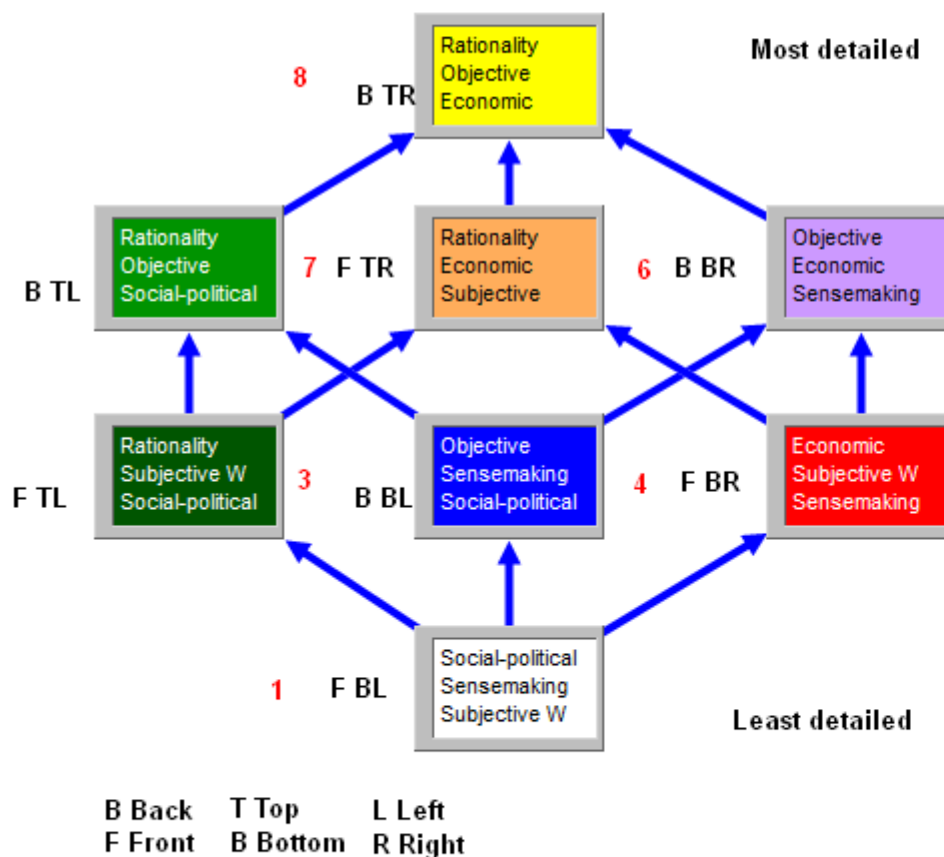 Rationality
Objective
Economic
8
B TR
Most detailed
Rationality
Objective
Social-political
B TL
7
F TR
Rationality
Economic
Subjective
6
B BR
Objective
Economic
Sensemaking
Rationality
Subjective W
Social-political
F TL
3
B BL
Objective
Sensemaking
Social-political
4
F BR
Economic
Subjective W
Sensemaking
1
F BL
Social-political
Sensemaking
Subjective W
Least detailed
B Back T Top L Left
F Front B Bottom R Right